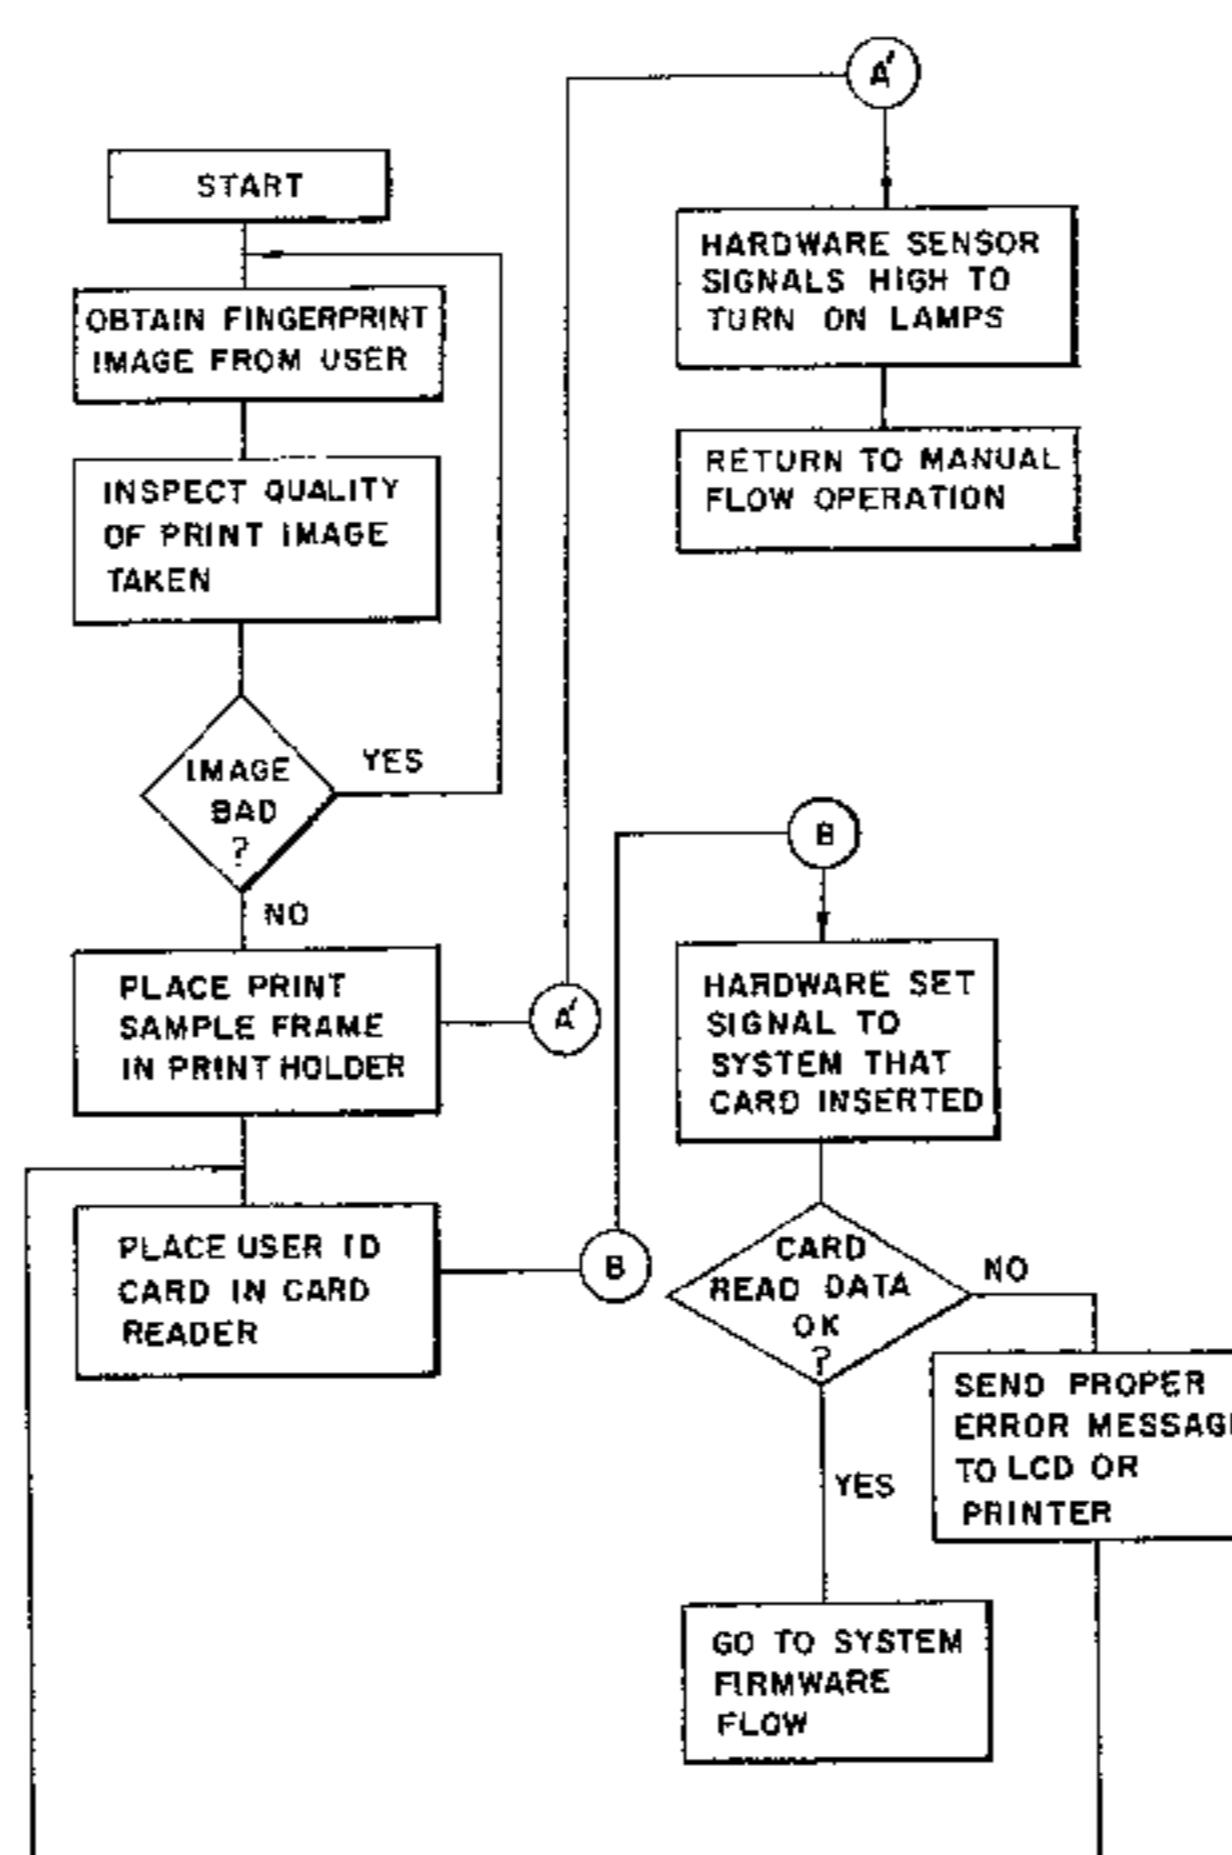 START
OBTAIN FINGERPRINT
IMAGE FROM USER
INSPECT QUALITY
OF PRINT IMAGE
TAKEN
IMAGE
BAD
?
YES
NO
PLACE PRINT
SAMPLE FRAME
IN PRINT HOLDER
A'
PLACE USER ID
CARD IN CARD
READER
B
A'
HARDWARE SENSOR
SIGNALS HIGH TO
TURN ON LAMPS
RETURN TO MANUAL
FLOW OPERATION
B
HARDWARE SET
SIGNAL TO
SYSTEM THAT
CARD INSERTED
CARD
READ DATA
OK
?
NO
YES
SEND PROPER
ERROR MESSAG
TO LCD OR
PRINTER
GO TO SYSTEM
FIRMWARE
FLOW